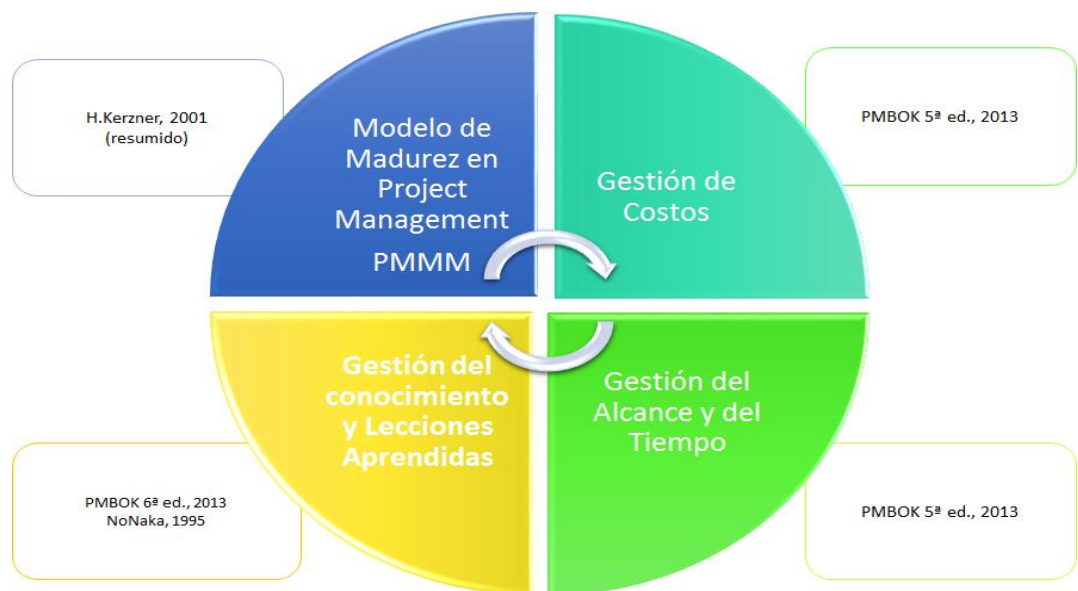 H.Kerzner, 2001
(resumido)
Modelo de
Madurez en
Project
Management
PMMM
Gestión de
Costos
PMBOK 5ª ed., 2013
Gestión del
conocimiento
y Lecciones
Aprendidas
Gestión del
Alcance y del
Tiempo
PMBOK 6ª ed., 2013
NoNaka, 1995
PMBOK 5ª ed., 2013